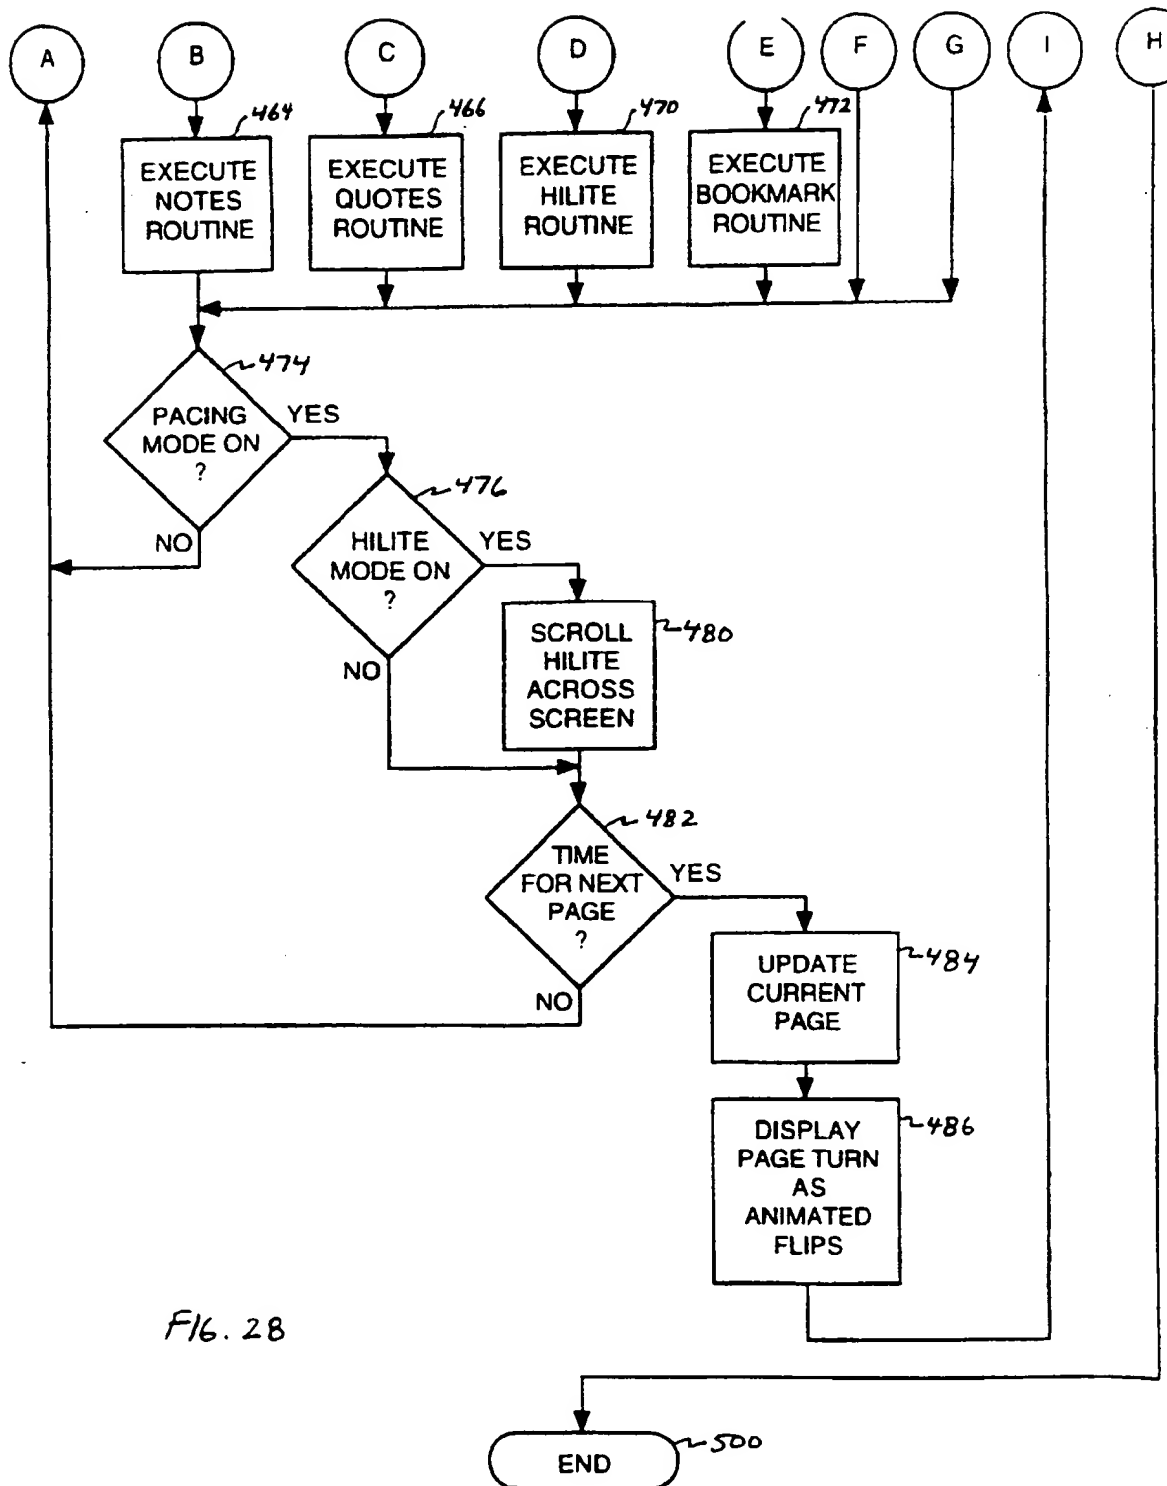 A
B
C
D
E
F
G
I
H
464
466
470
472
EXECUTE
NOTES
ROUTINE
EXECUTE
QUOTES
ROUTINE
EXECUTE
HILITE
ROUTINE
EXECUTE
BOOKMARK
ROUTINE
474
PACING
MODE ON
?
YES
NO
476
HILITE
MODE ON
?
YES
NO
480
SCROLL
HILITE
ACROSS
SCREEN
482
TIME
FOR NEXT
PAGE
?
YES
NO
484
UPDATE
CURRENT
PAGE
486
DISPLAY
PAGE TURN
AS
ANIMATED
FLIPS
FIG. 28
500
END